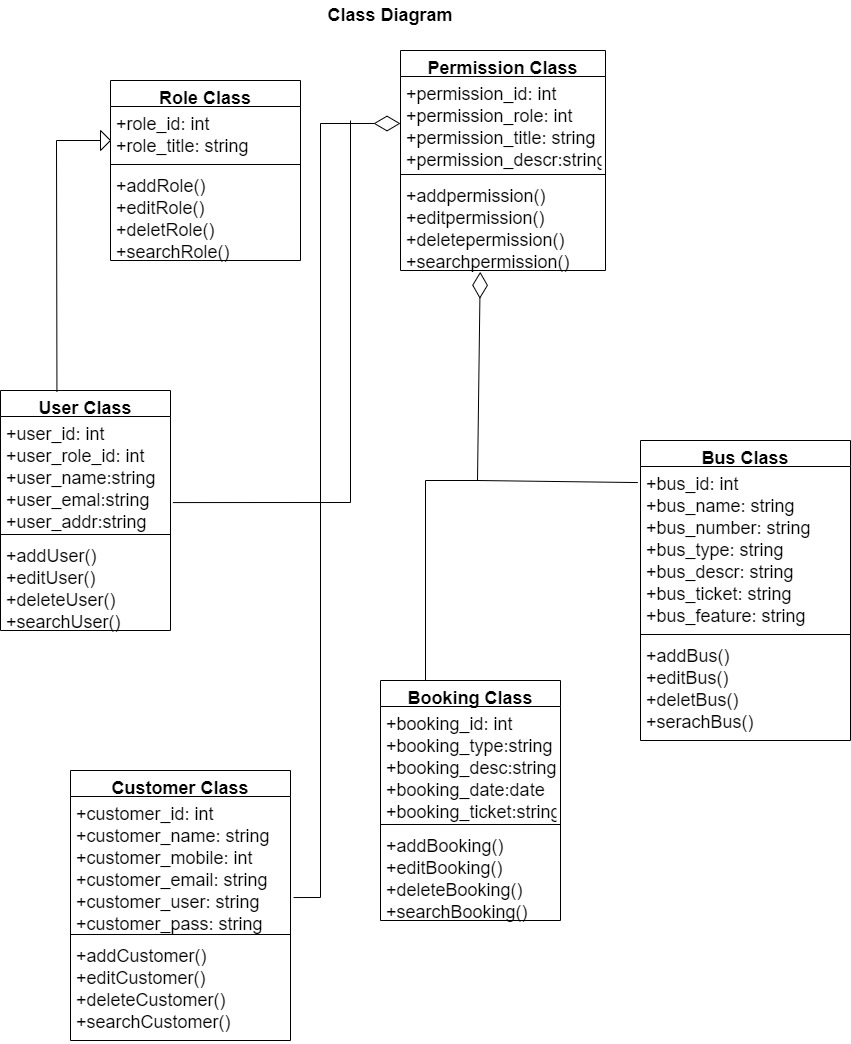 Class Diagram
Role Class
+role_id: int
+role_title: string
+addRole()
+editRole()
+deletRole()
+searchRole()
Permission Class
+permission_id: int
+permission_role: int
+permission_title: string
+permission_descr:string
+addpermission()
+editpermission()
+deletepermission()
+searchpermission()
User Class
+user_id: int
+user_role_id: int
+user_name:string
+user_emal:string
+user_addr:string
+addUser()
+editUser()
+deleteUser()
+searchUser()
Bus Class
+bus_id: int
+bus_name: string
+bus_number: string
+bus_type: string
+bus_descr: string
+bus_ticket: string
+bus_feature: string
+addBus()
+editBus()
+deletBus()
+serachBus()
Booking Class
+booking_id: int
+booking_type:string
+booking_desc:string
+booking_date:date
+booking_ticket:string
+addBooking()
+editBooking()
+deleteBooking()
+searchBooking()
Customer Class
+customer_id: int
+customer_name: string
+customer_mobile: int
+customer_email: string
+customer_user: string
+customer_pass: string
+addCustomer()
+editCustomer()
+deleteCustomer()
+searchCustomer()